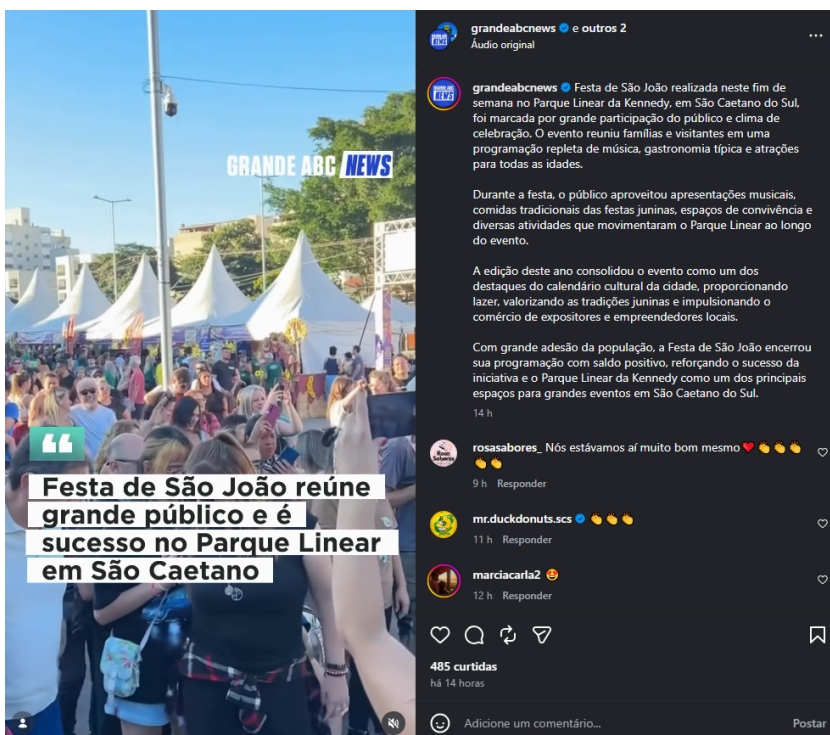 GRANDE ABC NEWS
Festa de São João reúne
grande público e é
sucesso no Parque Linear
em São Caetano
grandeabcnews e outros 2
Áudio original
grandeabcnews Festa de São João realizada neste fim de
semana no Parque Linear da Kennedy, em São Caetano do Sul,
foi marcada por grande participação do público e clima de
celebração. O evento reuniu famílias e visitantes em uma
programação repleta de música, gastronomia típica e atrações
para todas as idades.
Durante a festa, o público aproveitou apresentações musicais,
comidas tradicionais das festas juninas, espaços de convivência e
diversas atividades que movimentaram o Parque Linear ao longo
do evento.
A edição deste ano consolidou o evento como um dos
destaques do calendário cultural da cidade, proporcionando
lazer, valorizando as tradições juninas e impulsionando o
comércio de expositores e empreendedores locais.
Com grande adesão da população, a Festa de São João encerrou
sua programação com saldo positivo, reforçando o sucesso da
iniciativa e o Parque Linear da Kennedy como um dos principais
espaços para grandes eventos em São Caetano do Sul.
14 h
rosasabores_ Nós estávamos aí muito bom mesmo ❤️👏👏👏
👏👏
9 h Responder
mr.duckdonuts.scs 👏👏👏
11 h Responder
marciacarla2 🤩
12 h Responder
485 curtidas
há 14 horas
Adicione um comentário...
Postar